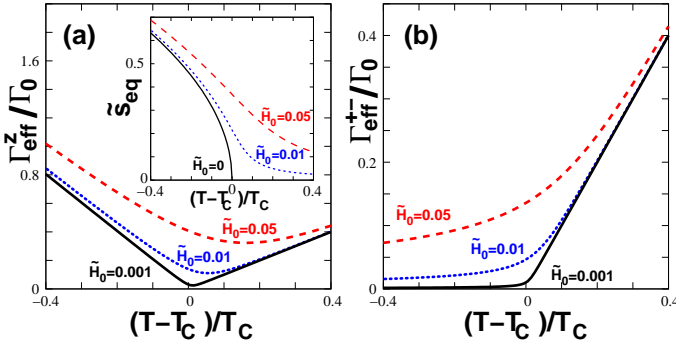 (a)
Γ^z_eff/Γ_0
1.6
0.8
0
−0.4
0
0.4
(T−T_C)/T_C
H̃_0=0.05
H̃_0=0.01
H̃_0=0.001
s̃_eq
0.5
0
−0.4
0
0.4
(T−T_C)/T_C
H̃_0=0.05
H̃_0=0.01
H̃_0=0
(b)
Γ^+−_eff/Γ_0
0.4
0.2
0
−0.4
0
0.4
(T−T_C)/T_C
H̃_0=0.05
H̃_0=0.01
H̃_0=0.001